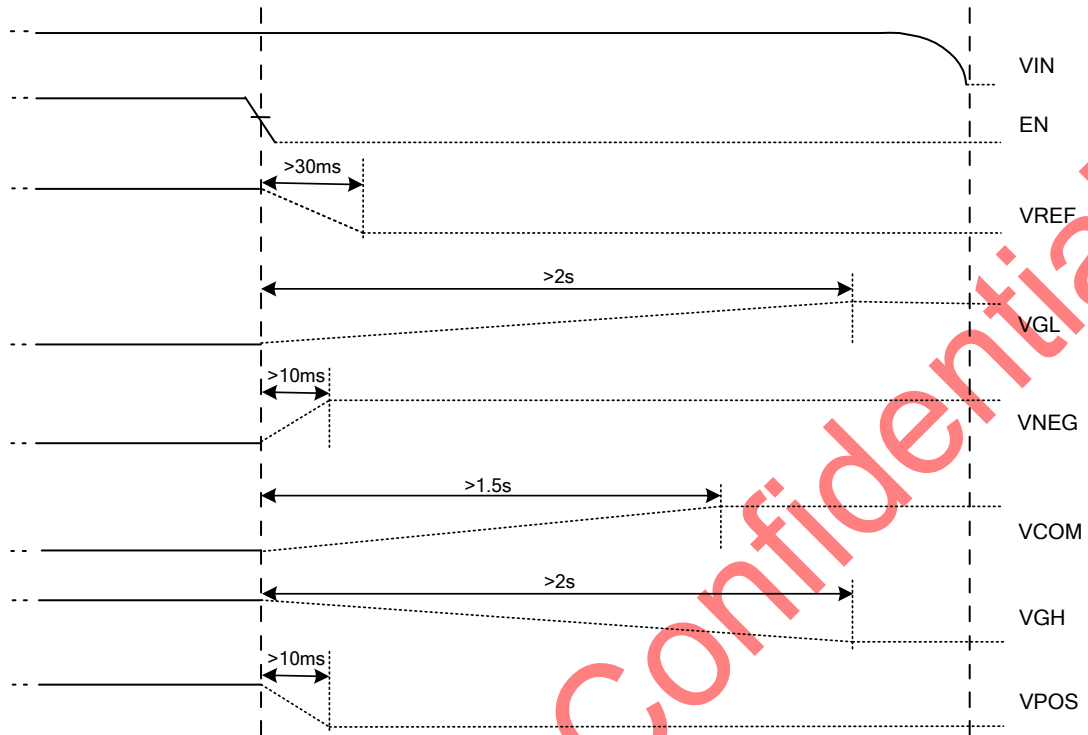 VIN
EN
>30ms
VREF
>2s
VGL
>10ms
VNEG
>1.5s
VCOM
>2s
VGH
>10ms
VPOS
Confidential